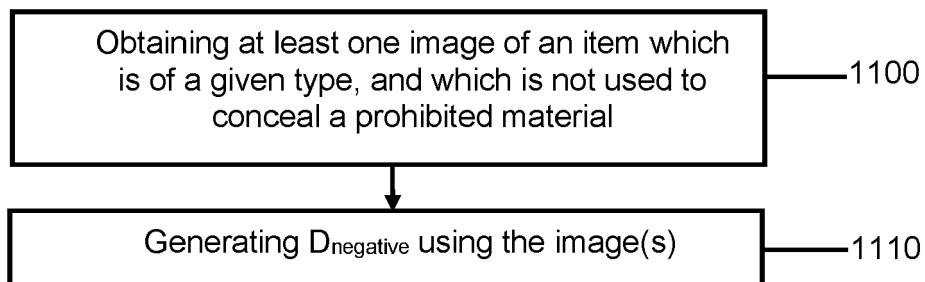 Obtaining at least one image of an item which
is of a given type, and which is not used to
conceal a prohibited material
1100
Generating Dnegative using the image(s)
1110